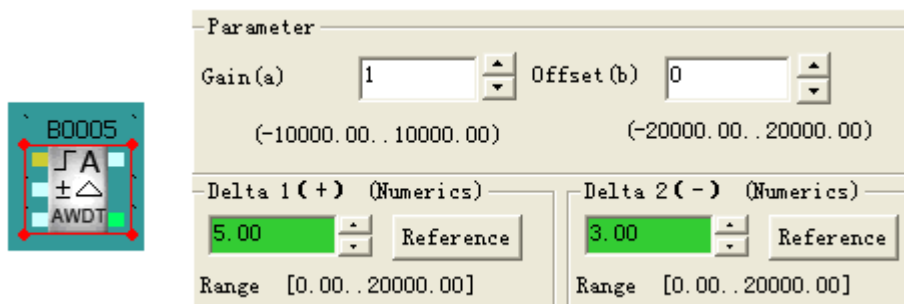 B0005
A
±
AWDT
Parameter
Gain(a) 1 Offset(b) 0
(-10000.00..10000.00) (-20000.00..20000.00)
Delta 1(+) (Numerics)
5.00 Reference
Range [0.00..20000.00]
Delta 2(-) (Numerics)
3.00 Reference
Range [0.00..20000.00]